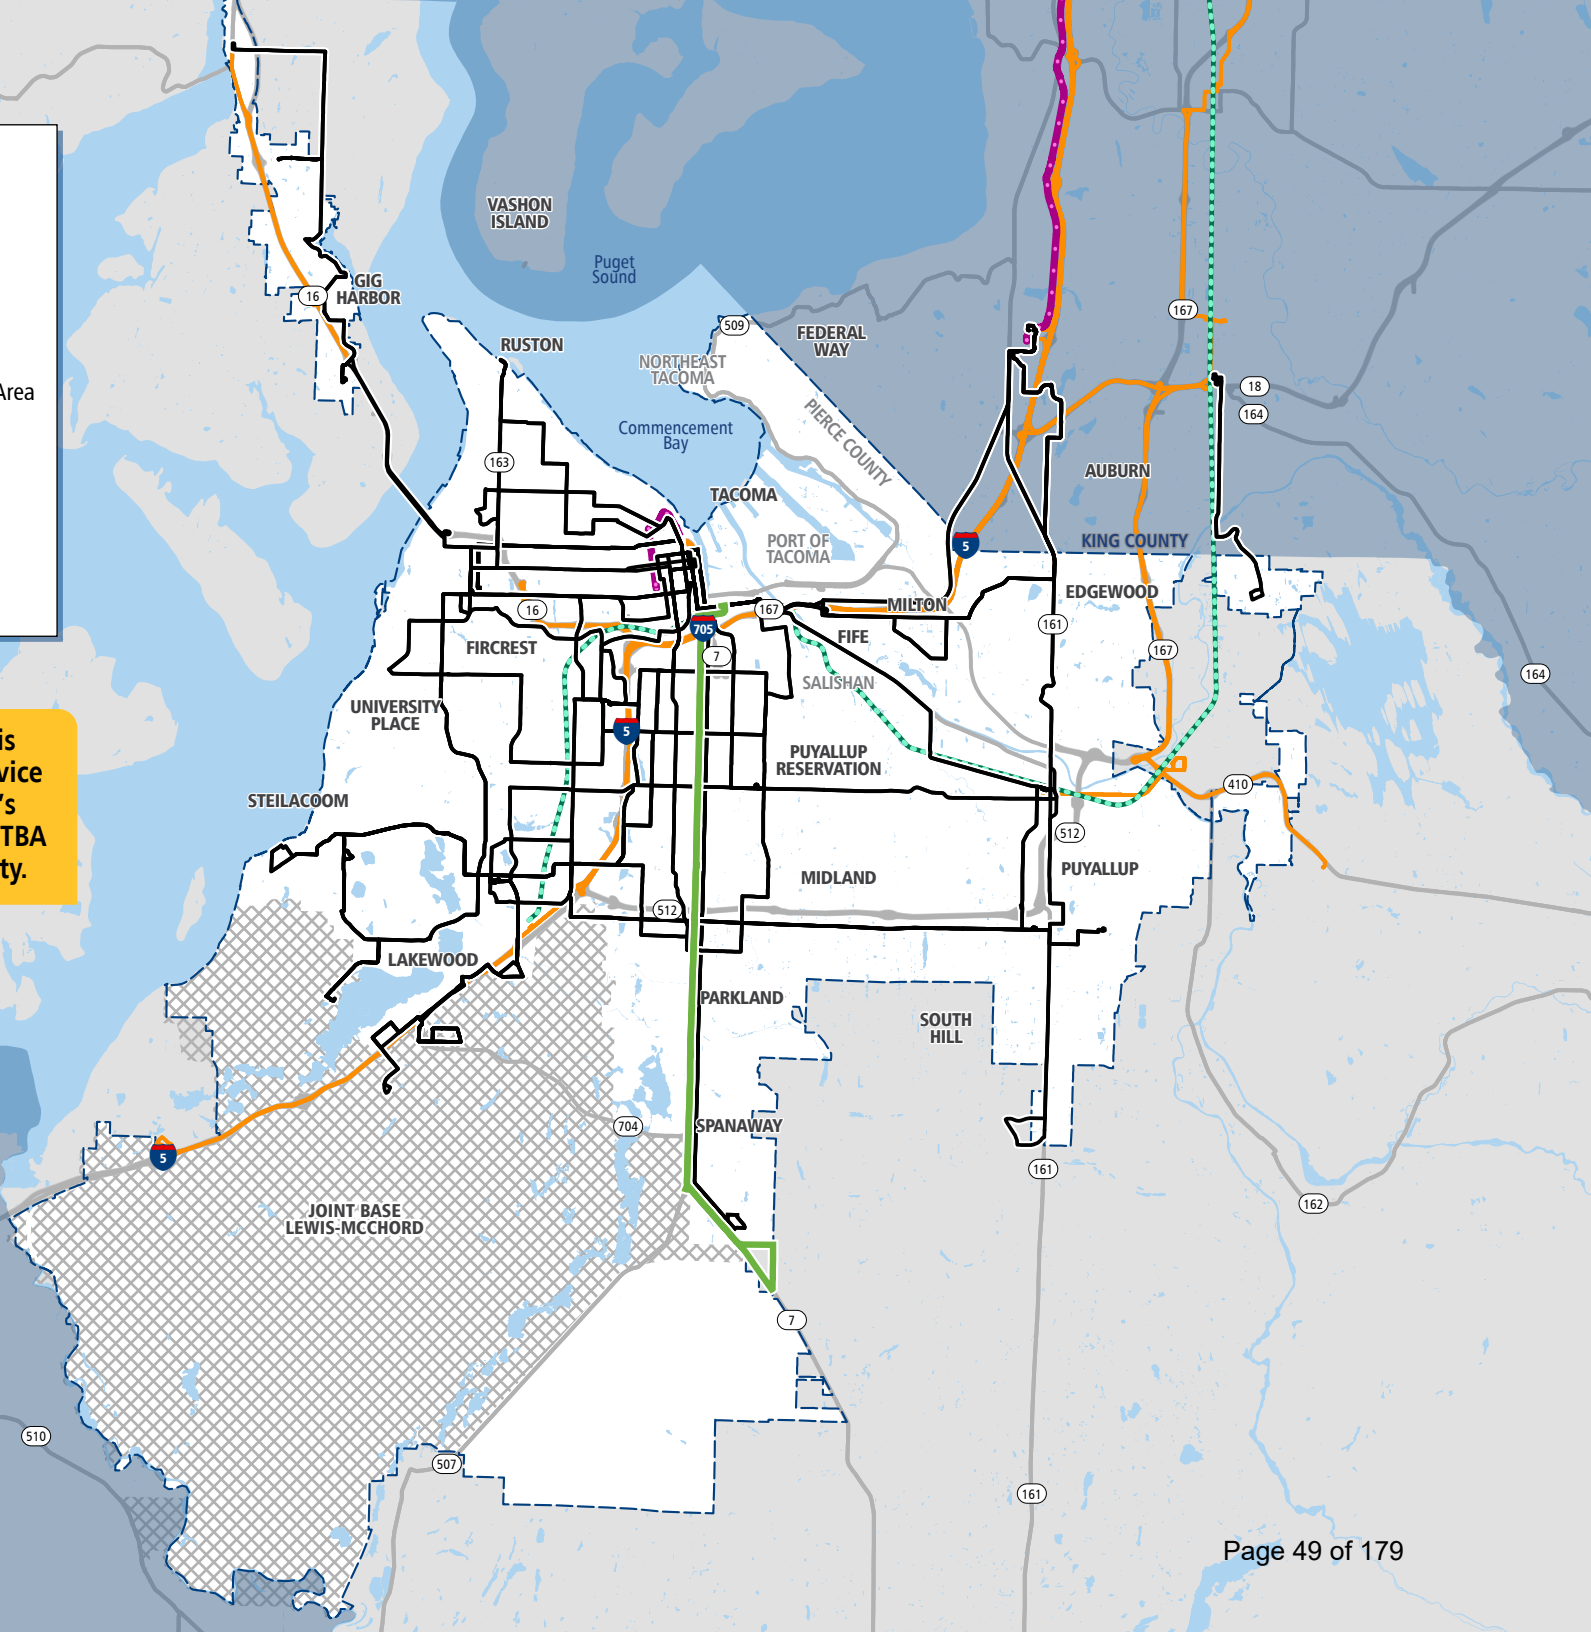 VASHON
ISLAND
Puget
Sound
GIG
HARBOR
16
167
509
FEDERAL
WAY
RUSTON
NORTHEAST
TACOMA
Area
18
164
PIERCE COUNTY
Commencement
Bay
163
AUBURN
TACOMA
PORT OF
TACOMA
5
KING COUNTY
EDGEWOOD
16
167
MILTON
161
705
FIFE
7
FIRCREST
167
164
SALISHAN
UNIVERSITY
PLACE
5
is
vice
's
TBA
ty.
PUYALLUP
RESERVATION
410
STEILACOOM
512
PUYALLUP
MIDLAND
512
LAKEWOOD
PARKLAND
SOUTH
HILL
704
SPANAWAY
5
161
162
JOINT BASE
LEWIS-MCCHORD
7
510
507
161
Page 49 of 179